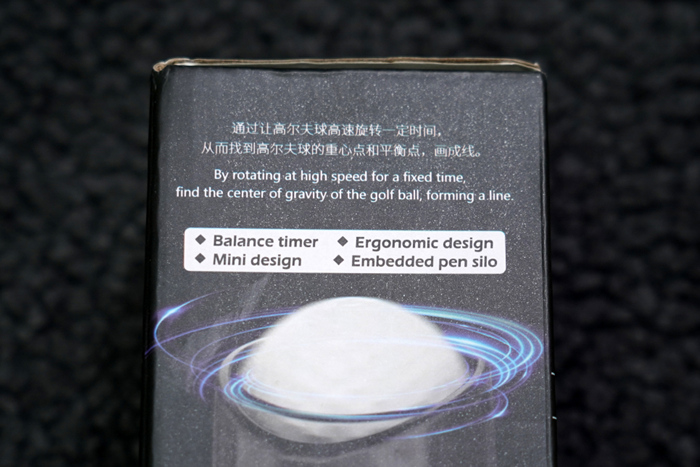 通过让高尔夫球高速旋转一定时间，
从而找到高尔夫球的重心点和平衡点，画成线。
By rotating at high speed for a fixed time,
find the center of gravity of the golf ball, forming a line.
◆ Balance timer ◆ Ergonomic design
◆ Mini design ◆ Embedded pen silo